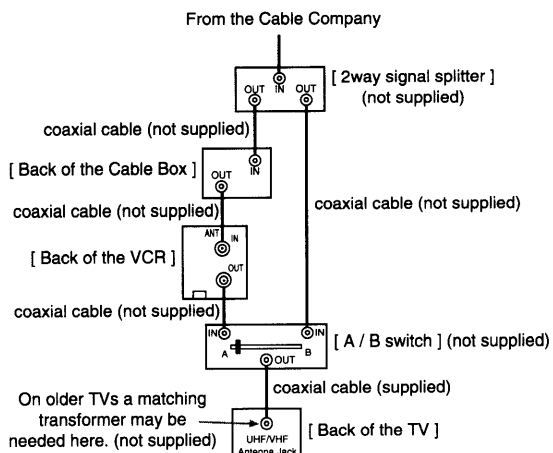 From the Cable Company
IN
OUT
OUT
[ 2way signal splitter ]
(not supplied)
coaxial cable (not supplied)
[ Back of the Cable Box ]
OUT
IN
coaxial cable (not supplied)
coaxial cable (not supplied)
ANT
IN
[ Back of the VCR ]
OUT
coaxial cable (not supplied)
IN
IN
A
B
[ A / B switch ] (not supplied)
OUT
coaxial cable (supplied)
On older TVs a matching
transformer may be
needed here. (not supplied)
UHF/VHF
Antenna Jack
[ Back of the TV ]